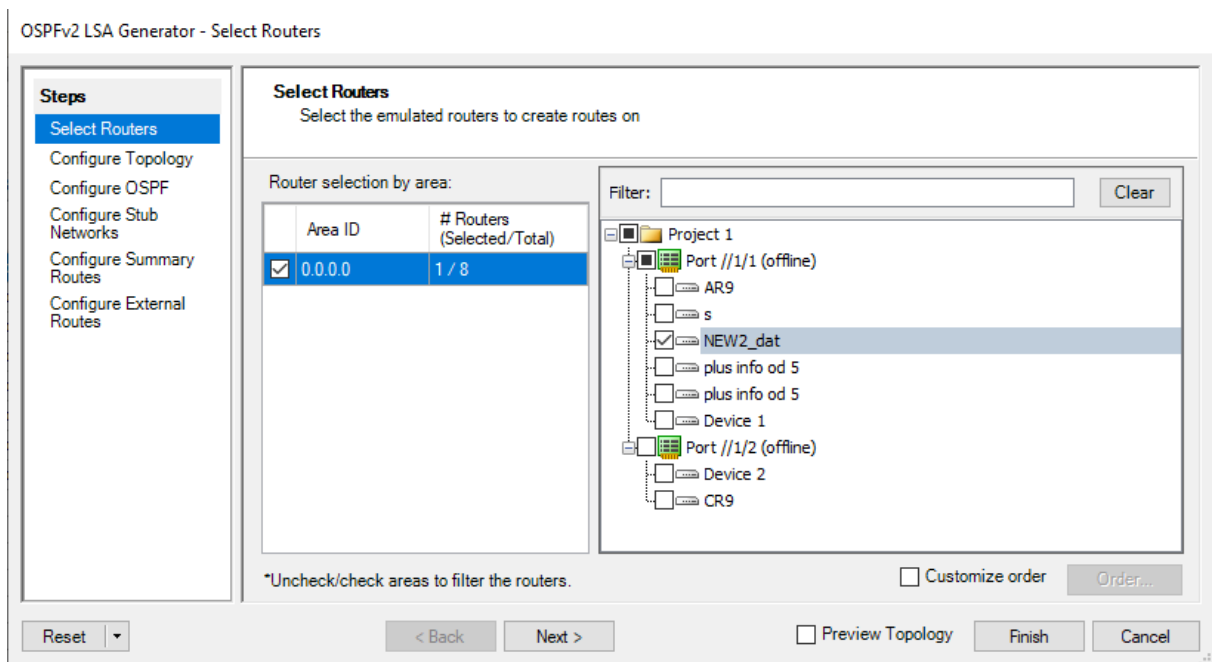 OSPFv2 LSA Generator - Select Routers
Steps
Select Routers
Configure Topology
Configure OSPF
Configure Stub
Networks
Configure Summary
Routes
Configure External
Routes
Select Routers
Select the emulated routers to create routes on
Router selection by area:
Area ID
# Routers
(Selected/Total)
0.0.0.0
1 / 8
*Uncheck/check areas to filter the routers.
Filter:
Clear
Project 1
Port //1/1 (offline)
AR9
s
NEW2_dat
plus info od 5
plus info od 5
Device 1
Port //1/2 (offline)
Device 2
CR9
Customize order
Order...
Reset
< Back
Next >
Preview Topology
Finish
Cancel